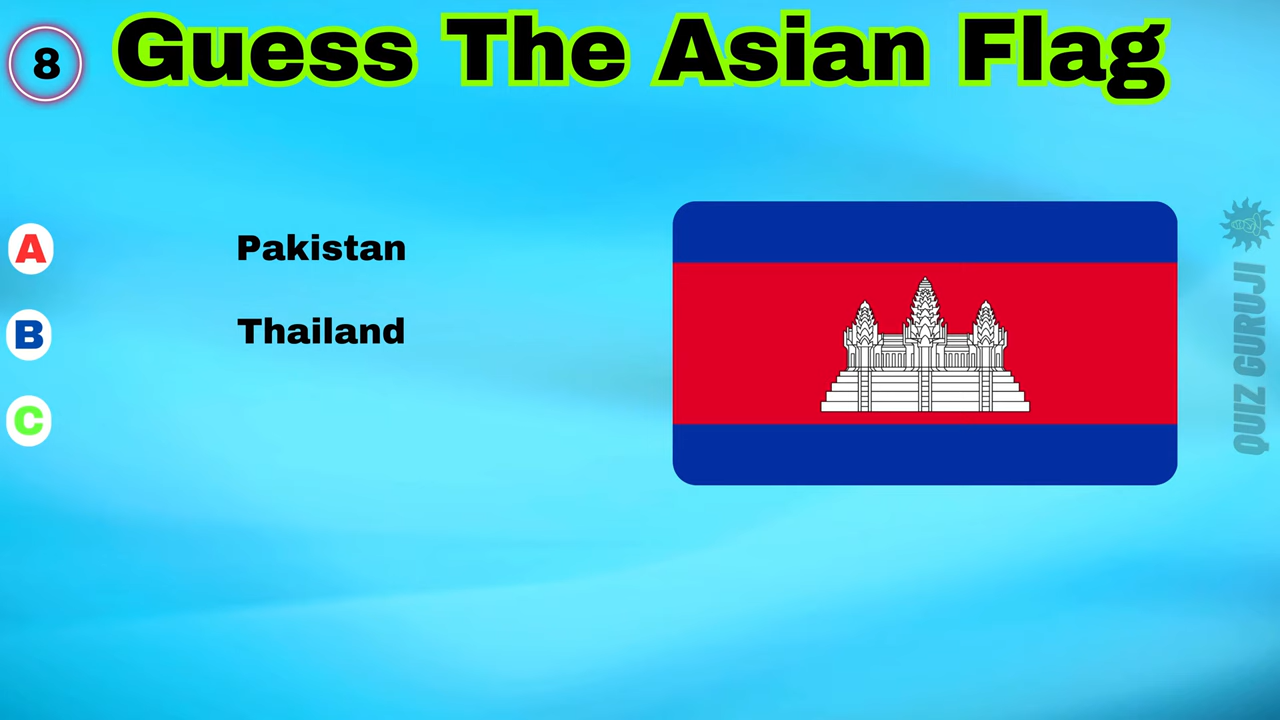 8
Guess The Asian Flag
A
Pakistan
B
Thailand
C
QUIZ GURUJI